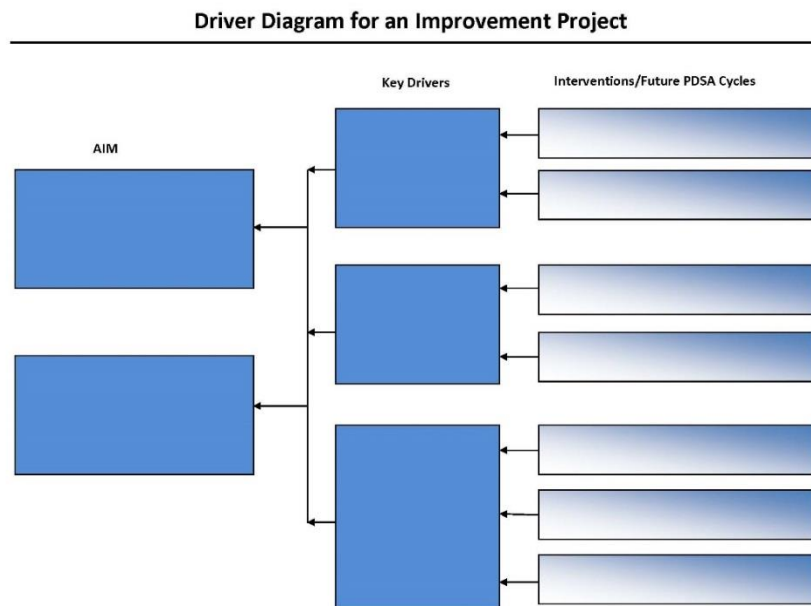 Driver Diagram for an Improvement Project
Key Drivers
Interventions/Future PDSA Cycles
AIM